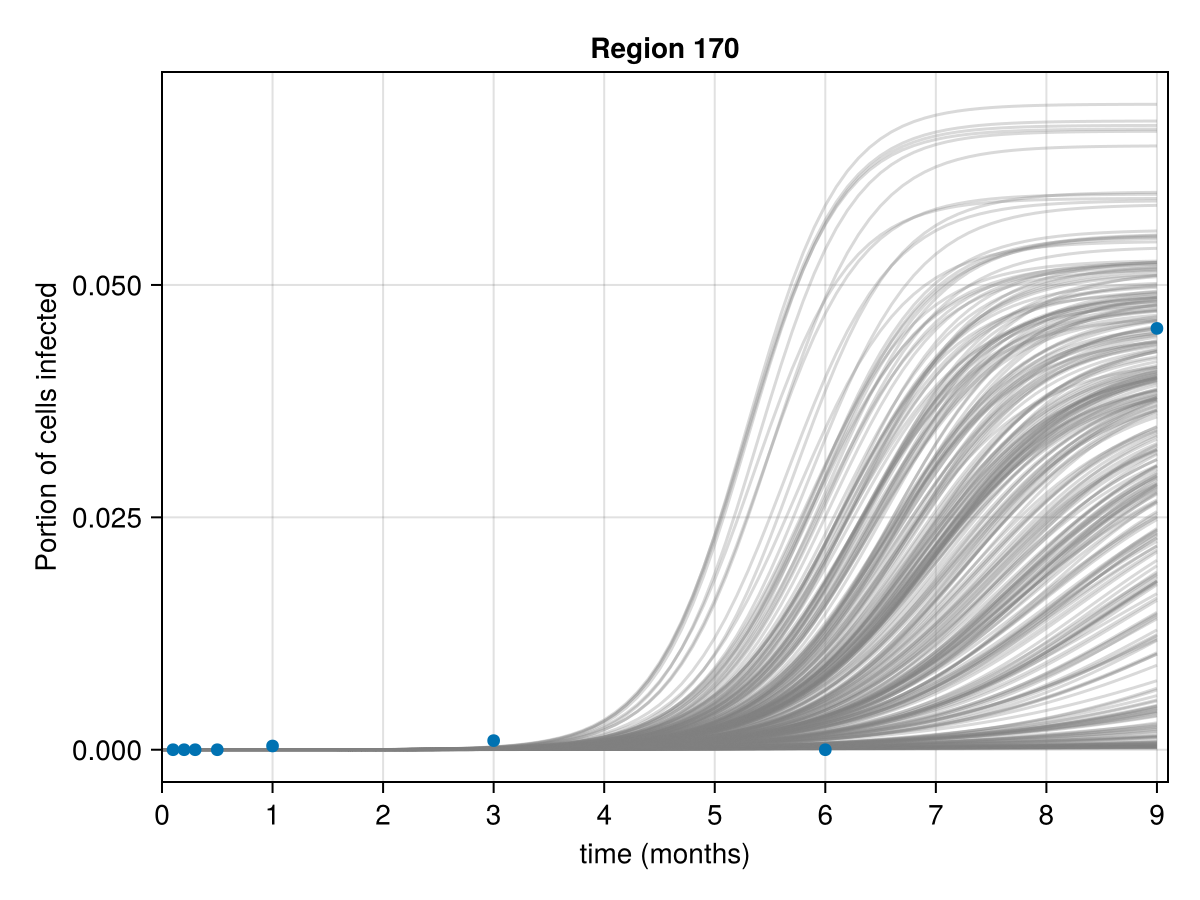 Region 170
Portion of cells infected
0.050
0.025
0.000
0 1 2 3 4 5 6 7 8 9
time (months)